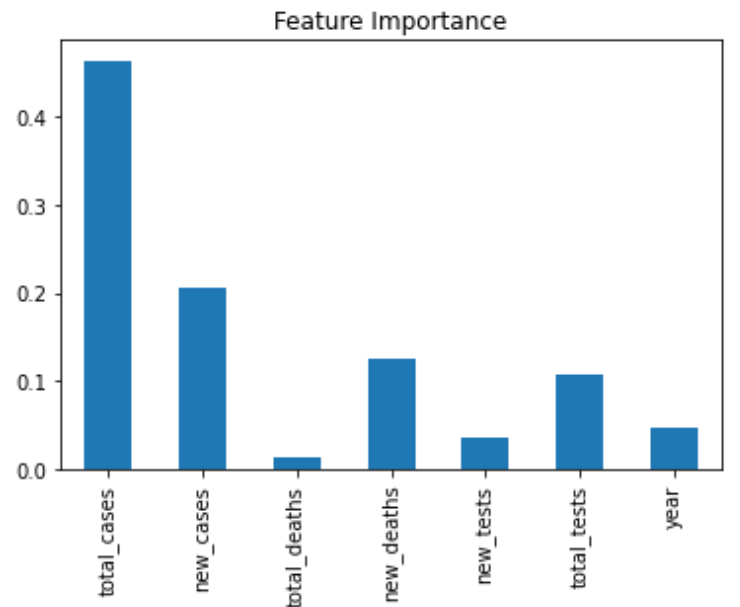 Feature Importance
0.4
0.3
0.2
0.1
0.0
total_cases
new_cases
total_deaths
new_deaths
new_tests
total_tests
year